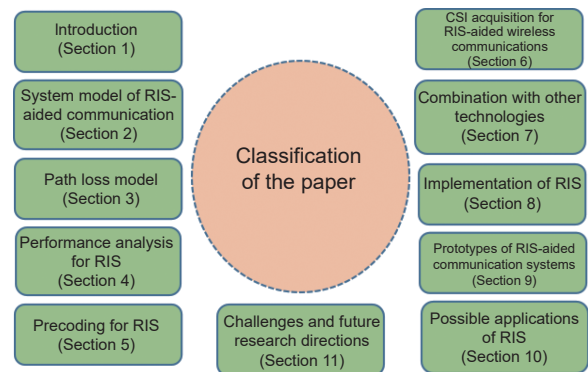 Introduction
(Section 1)
System model of RIS-
aided communication
(Section 2)
Path loss model
(Section 3)
Performance analysis
for RIS
(Section 4)
Precoding for RIS
(Section 5)
Classification
of the paper
Challenges and future
research directions
(Section 11)
CSI acquisition for
RIS-aided wireless
communications
(Section 6)
Combination with other
technologies
(Section 7)
Implementation of RIS
(Section 8)
Prototypes of RIS-aided
communication systems
(Section 9)
Possible applications
of RIS
(Section 10)